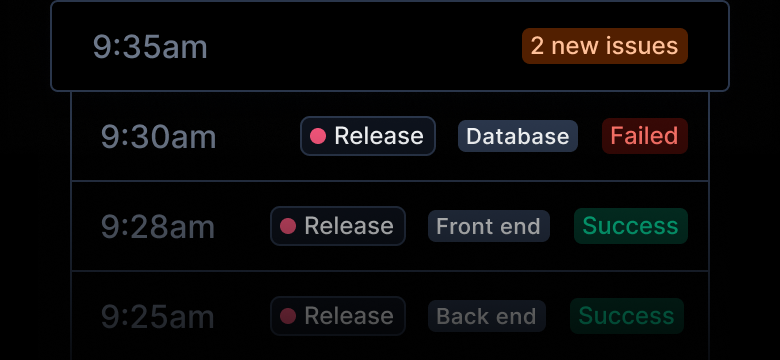 9:35am 2 new issues
9:30am Release Database Failed
9:28am Release Front end Success
9:25am Release Back end Success